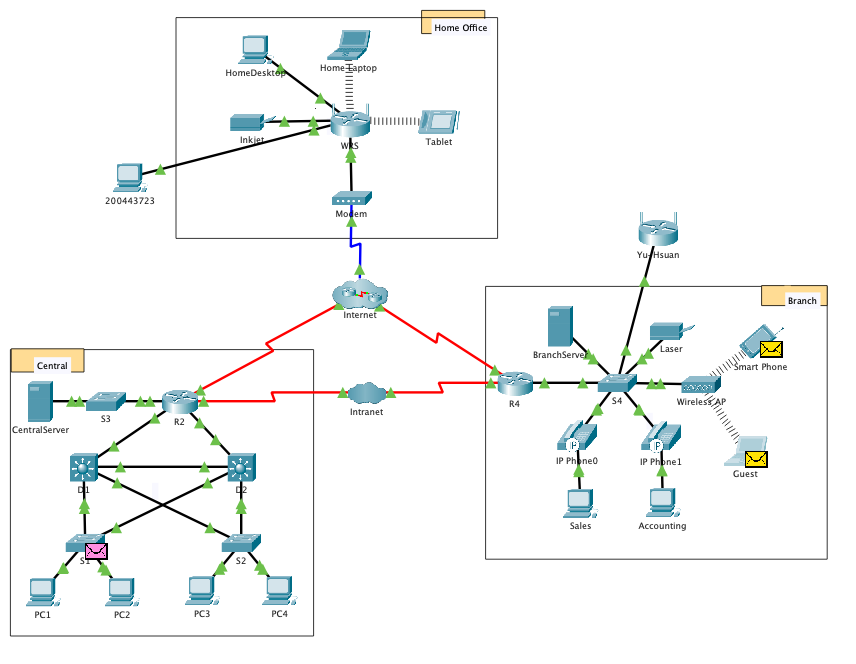 Home Office
HomeDesktop
Home Laptop
Inkjet
WRS
Tablet
200443723
Modem
Yu-Hsuan
Internet
Branch
BranchServer
Laser
Smart Phone
Central
CentralServer
S3
R2
Intranet
R4
S4
Wireless AP
IP Phone0
IP Phone1
Guest
D1
D2
Sales
Accounting
S1
S2
PC1
PC2
PC3
PC4